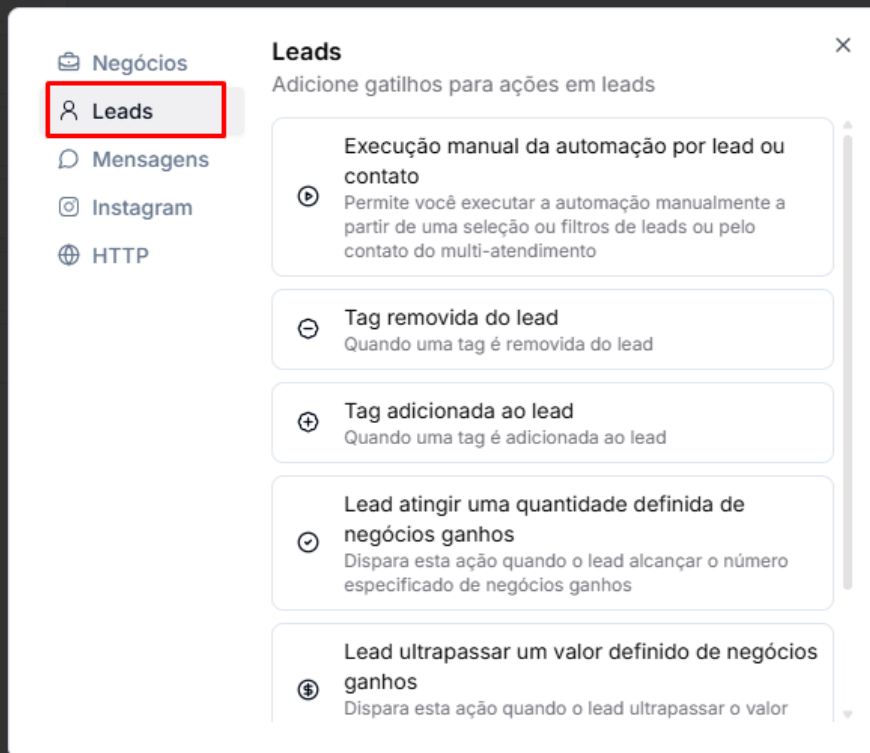 Negócios
Leads
Mensagens
Instagram
HTTP
Leads
Adicione gatilhos para ações em leads
Execução manual da automação por lead ou
contato
Permite você executar a automação manualmente a
partir de uma seleção ou filtros de leads ou pelo
contato do multi-atendimento
Tag removida do lead
Quando uma tag é removida do lead
Tag adicionada ao lead
Quando uma tag é adicionada ao lead
Lead atingir uma quantidade definida de
negócios ganhos
Dispara esta ação quando o lead alcançar o número
especificado de negócios ganhos
Lead ultrapassar um valor definido de negócios
ganhos
Dispara esta ação quando o lead ultrapassar o valor